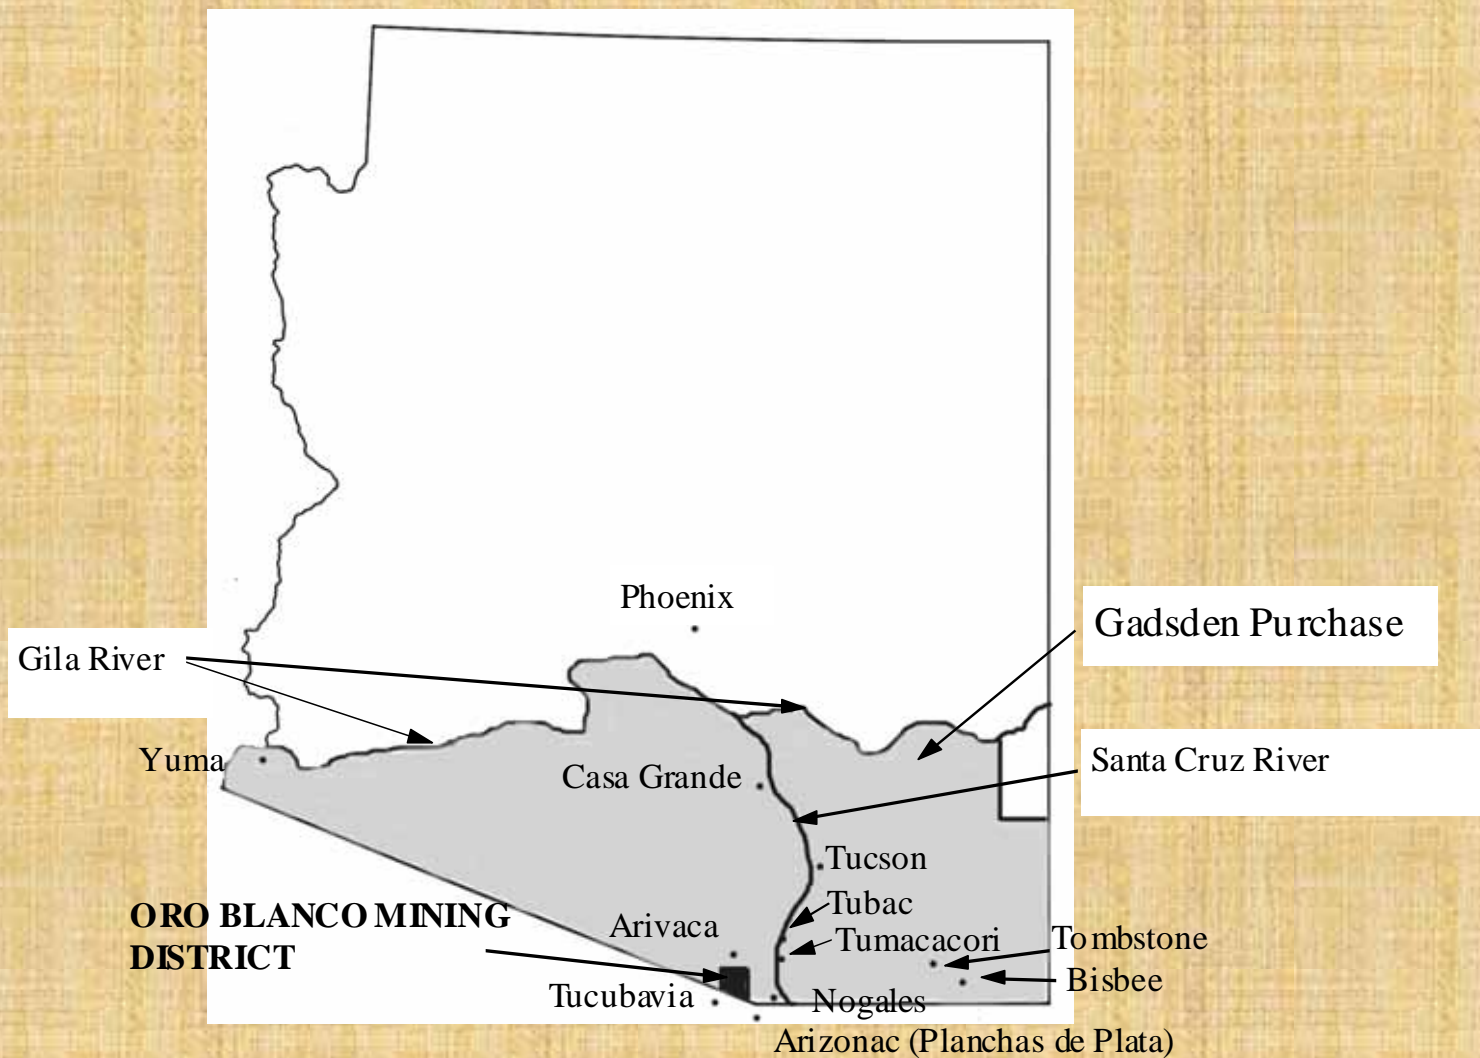 Phoenix
Gadsden Purchase
Gila River
Yuma
Casa Grande
Santa Cruz River
Tucson
Tubac
ORO BLANCO MINING
DISTRICT
Arivaca
Tumacacori
Tombstone
Bisbee
Tucubavia
Nogales
Arizonac (Planchas de Plata)